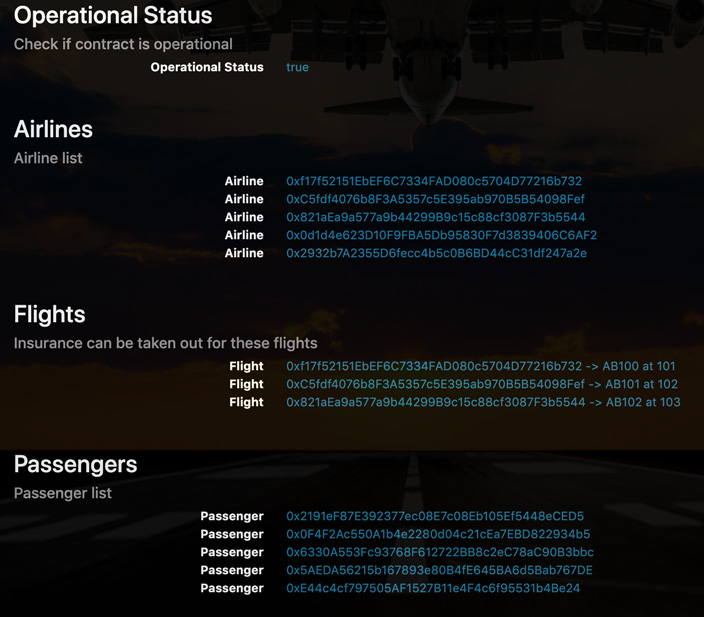 Operational Status
Check if contract is operational
Operational Status true
Airlines
Airline list
Airline 0xf17f52151EbEF6C7334FAD080c5704D77216b732
Airline 0xC5fdf4076b8F3A5357c5E395ab970B5B54098Fef
Airline 0x821aEa9a577a9b44299B9c15c88cf3087F3b5544
Airline 0x0d1d4e623D10F9FBA5Db95830F7d3839406C6AF2
Airline 0x2932b7A2355D6fecc4b5c0B6BD44cC31df247a2e
Flights
Insurance can be taken out for these flights
Flight 0xf17f52151EbEF6C7334FAD080c5704D77216b732 -> AB100 at 101
Flight 0xC5fdf4076b8F3A5357c5E395ab970B5B54098Fef -> AB101 at 102
Flight 0x821aEa9a577a9b44299B9c15c88cf3087F3b5544 -> AB102 at 103
Passengers
Passenger list
Passenger 0x2191eF87E392377ec08E7c08Eb105Ef5448eCED5
Passenger 0x0F4F2Ac550A1b4e2280d04c21cEa7EBD822934b5
Passenger 0x6330A553Fc93768F612722BB8c2eC78aC90B3bbc
Passenger 0x5AEDA56215b167893e80B4fE645BA6d5Bab767DE
Passenger 0xE44c4cf797505AF1527B11e4F4c6f95531b4Be24